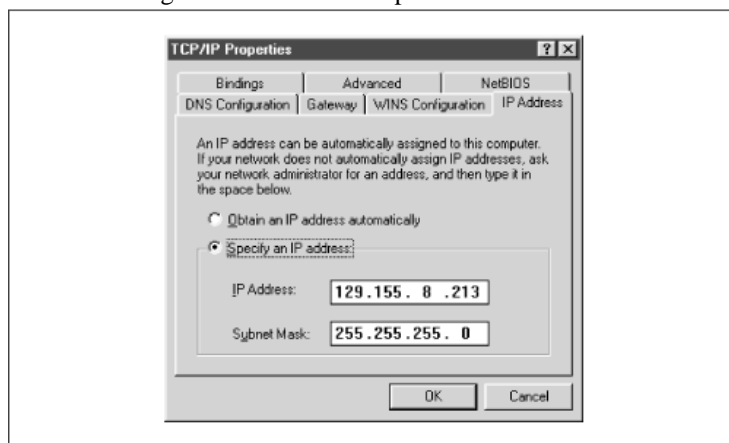 TCP/IP Properties
Bindings Advanced NetBIOS
DNS Configuration Gateway WINS Configuration IP Address
An IP address can be automatically assigned to this computer.
If your network does not automatically assign IP addresses, ask
your network administrator for an address, and then type it in
the space below.
Obtain an IP address automatically
Specify an IP address:
IP Address: 129.155. 8 .213
Subnet Mask: 255.255.255. 0
OK Cancel